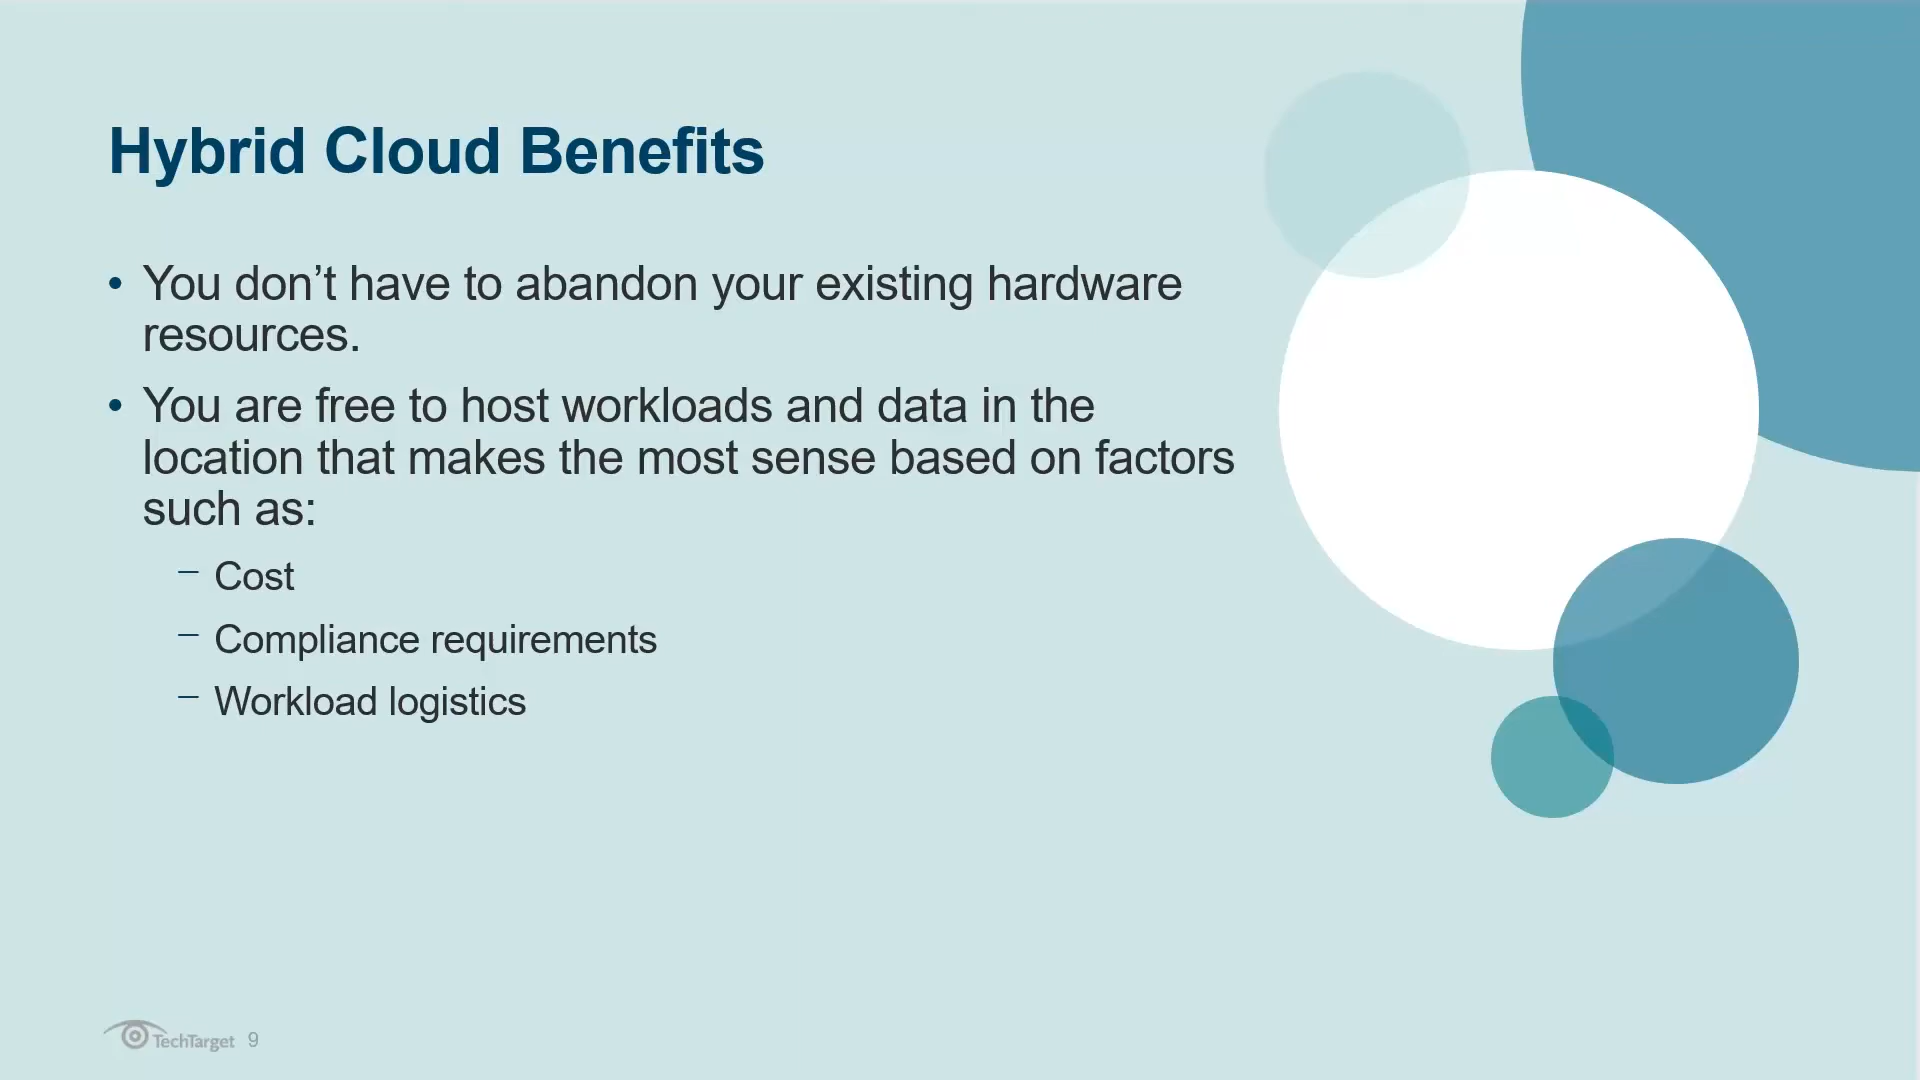 Hybrid Cloud Benefits
• You don’t have to abandon your existing hardware
resources.
• You are free to host workloads and data in the
location that makes the most sense based on factors
such as:
– Cost
– Compliance requirements
– Workload logistics
TechTarget 9